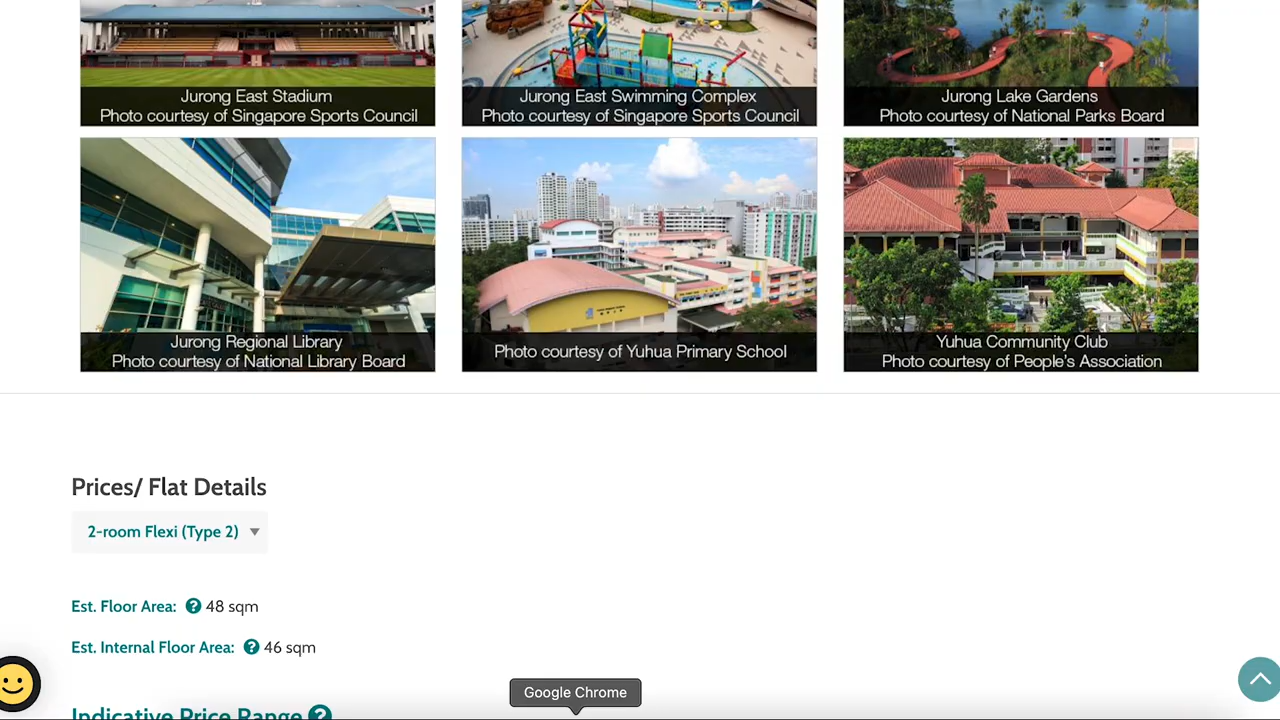 Jurong East Stadium
Photo courtesy of Singapore Sports Council
Jurong East Swimming Complex
Photo courtesy of Singapore Sports Council
Jurong Lake Gardens
Photo courtesy of National Parks Board
Jurong Regional Library
Photo courtesy of National Library Board
Photo courtesy of Yuhua Primary School
Yuhua Community Club
Photo courtesy of People's Association
Prices/ Flat Details
2-room Flexi (Type 2)
Est. Floor Area: ? 48 sqm
Est. Internal Floor Area: ? 46 sqm
Google Chrome
Indicative Price Range ?